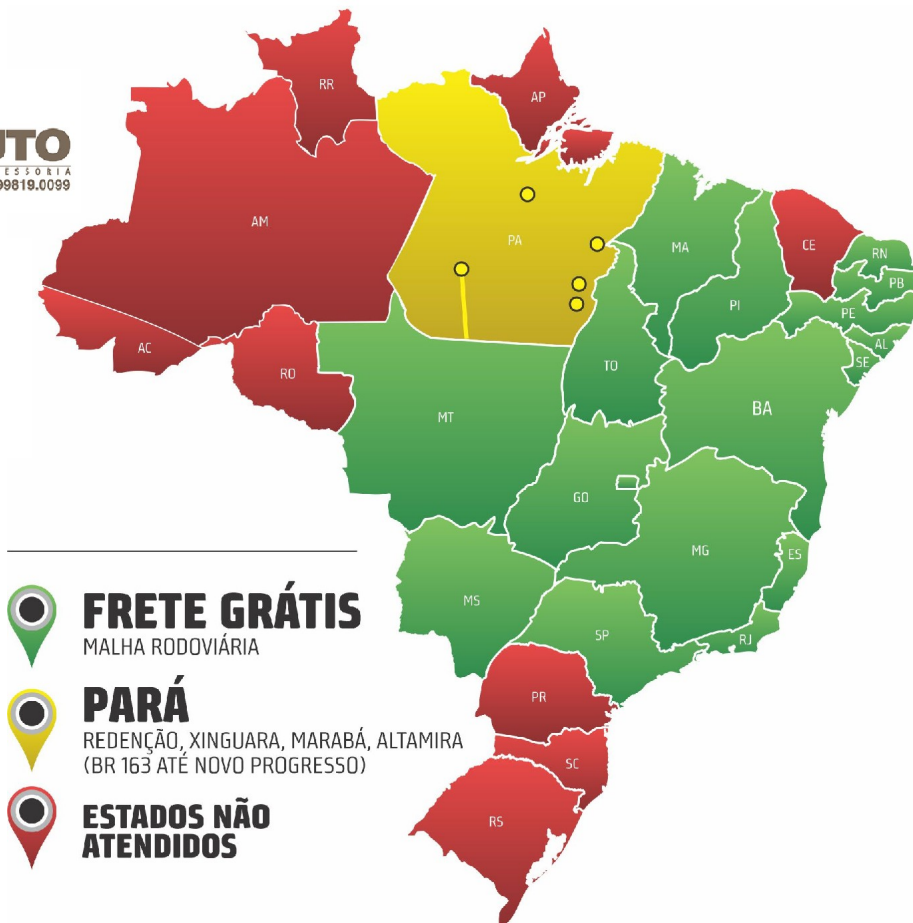 RR
AP
UTO
ESSORIA
99819.0099
AM
PA
MA
CE
RN
PB
PI
PE
AL
SE
AC
RO
TO
MT
BA
GO
MG
ES
MS
SP
RJ
PR
SC
RS
FRETE GRÁTIS
MALHA RODOVIÁRIA
PARÁ
REDENÇÃO, XINGUARA, MARABÁ, ALTAMIRA
(BR 163 ATÉ NOVO PROGRESSO)
ESTADOS NÃO
ATENDIDOS